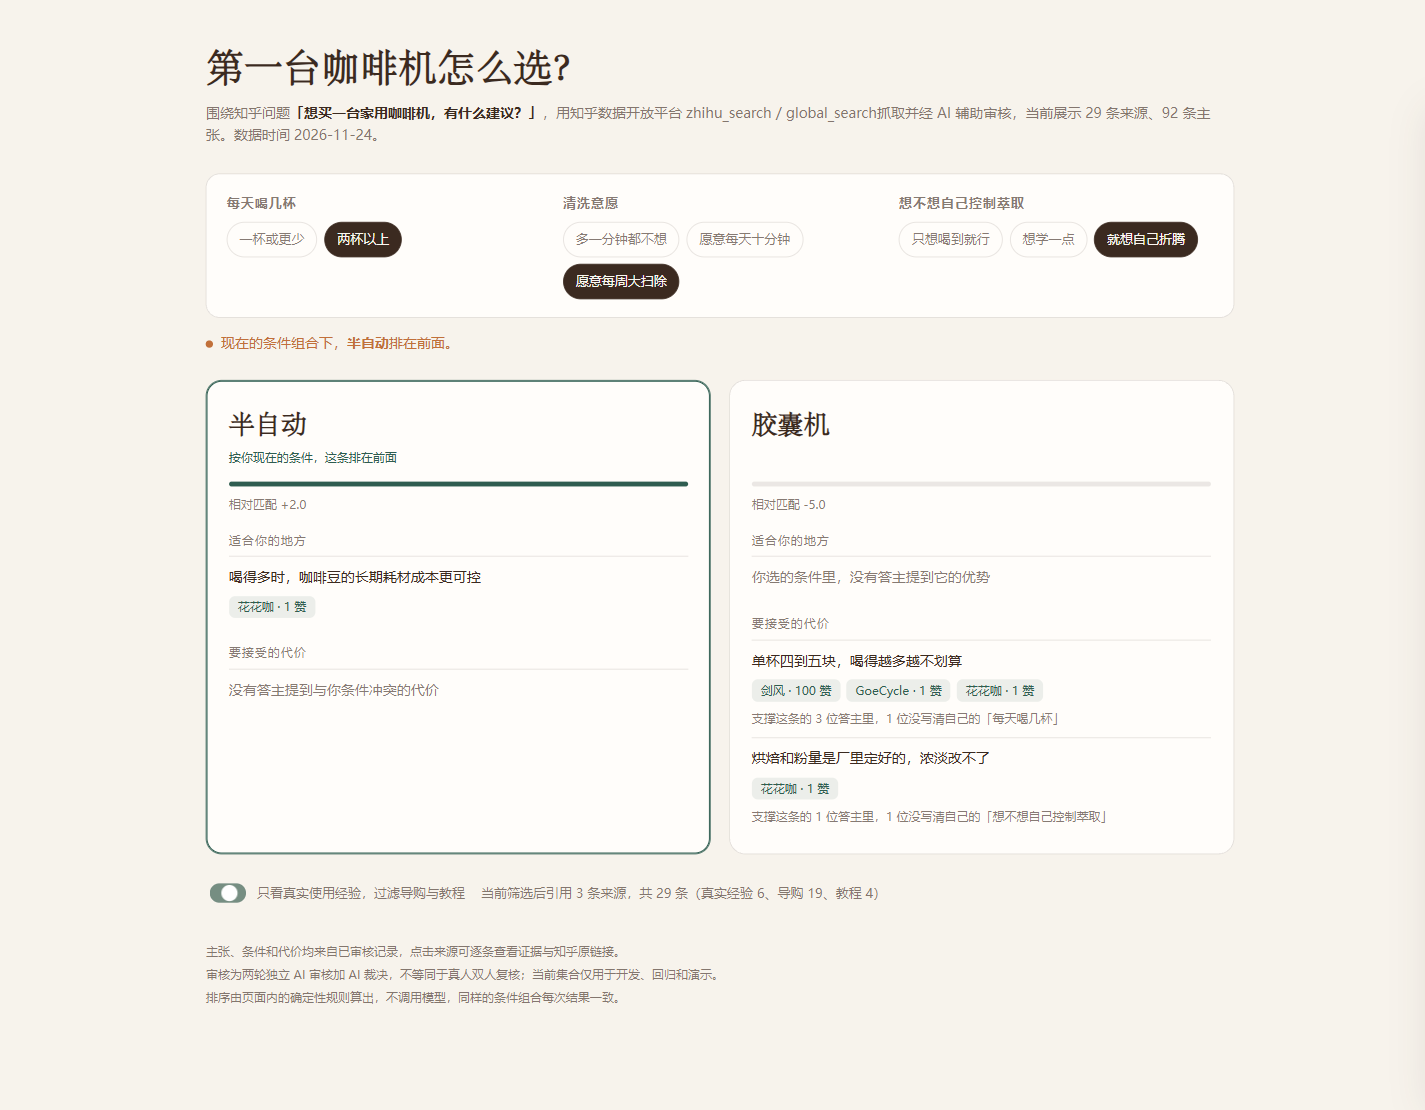 第一台咖啡机怎么选?
围绕知乎问题「想买一台家用咖啡机，有什么建议？」，用知乎数据开放平台 zhihu_search / global_search抓取并经 AI 辅助审核，当前展示 29 条来源、92 条主
张。数据时间 2026-11-24。
每天喝几杯
一杯或更少
两杯以上
清洗意愿
多一分钟都不想
愿意每天十分钟
愿意每周大扫除
想不想自己控制萃取
只想喝到就行
想学一点
就想自己折腾
现在的条件组合下，半自动排在前面。
半自动
按你现在的条件，这条排在前面
相对匹配 +2.0
适合你的地方
喝得多时，咖啡豆的长期耗材成本更可控
花花咖 · 1 赞
要接受的代价
没有答主提到与你条件冲突的代价
胶囊机
相对匹配 -5.0
适合你的地方
你选的条件里，没有答主提到它的优势
要接受的代价
单杯四到五块，喝得越多越不划算
剑风 · 100 赞
GoeCycle · 1 赞
花花咖 · 1 赞
支撑这条的 3 位答主里，1 位没写清自己的「每天喝几杯」
烘焙和粉量是厂里定好的，浓淡改不了
花花咖 · 1 赞
支撑这条的 1 位答主里，1 位没写清自己的「想不想自己控制萃取」
只看真实使用经验，过滤导购与教程
当前筛选后引用 3 条来源，共 29 条（真实经验 6、导购 19、教程 4）
主张、条件和代价均来自已审核记录，点击来源可逐条查看证据与知乎原链接。
审核为两轮独立 AI 审核加 AI 裁决，不等同于真人双人复核；当前集合仅用于开发、回归和演示。
排序由页面内的确定性规则算出，不调用模型，同样的条件组合每次结果一致。